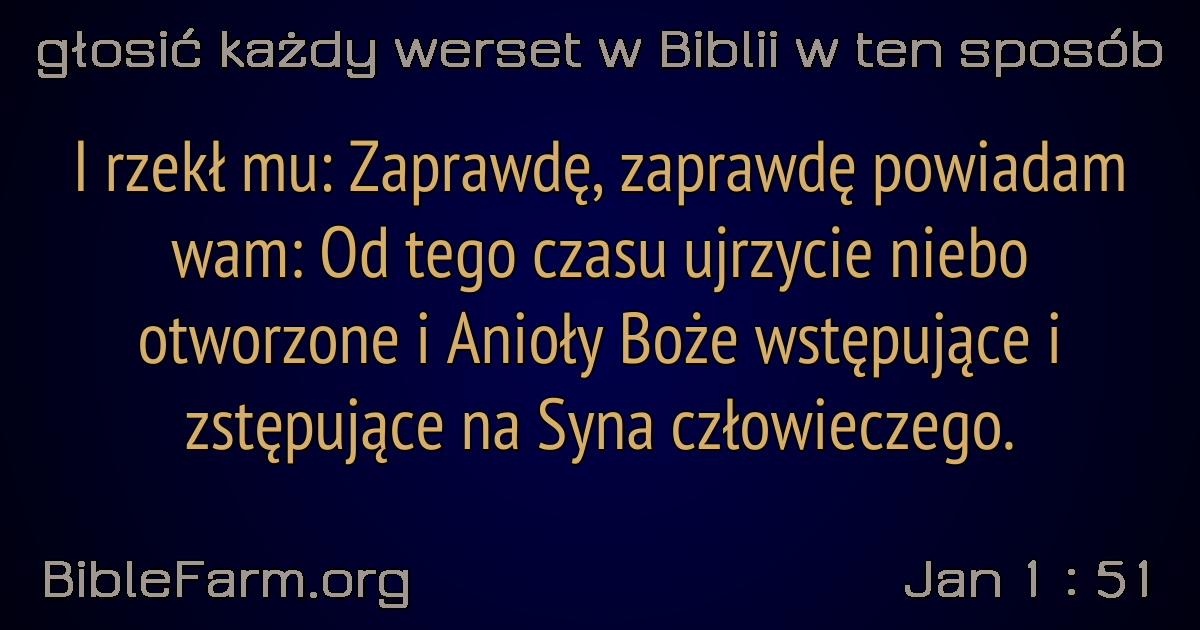 głosić każdy werset w Biblii w ten sposób
I rzekł mu: Zaprawdę, zaprawdę powiadam
wam: Od tego czasu ujrzycie niebo
otworzone i Anioły Boże wstępujące i
zstępujące na Syna człowieczego.
BibleFarm.org
Jan 1 : 51